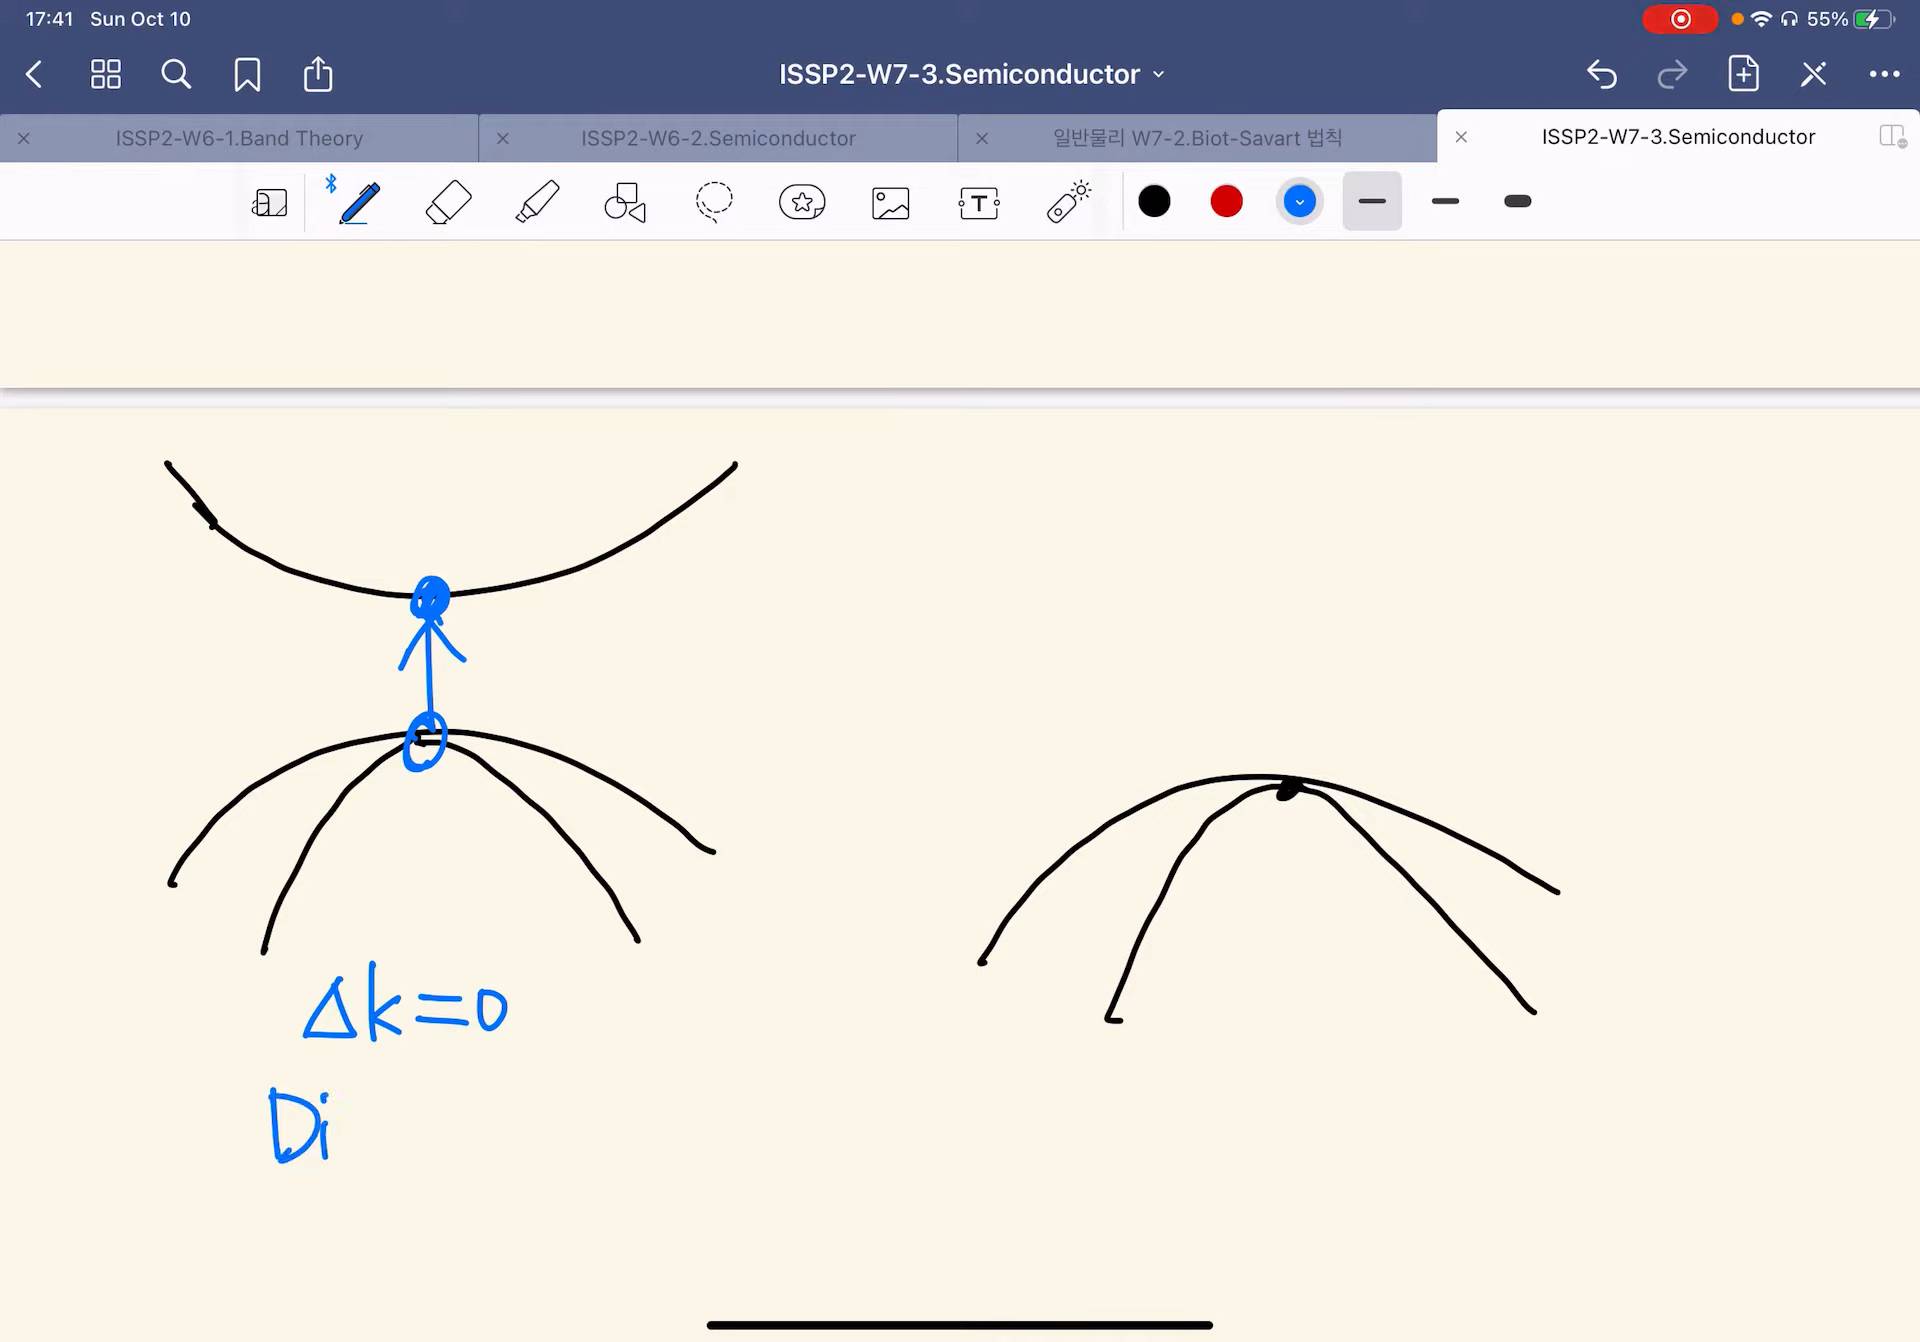 17:41 Sun Oct 10
55%
ISSP2-W7-3.Semiconductor
ISSP2-W6-1.Band Theory
ISSP2-W6-2.Semiconductor
일반물리 W7-2.Biot-Savart 법칙
ISSP2-W7-3.Semiconductor
T
Δk=0
Di